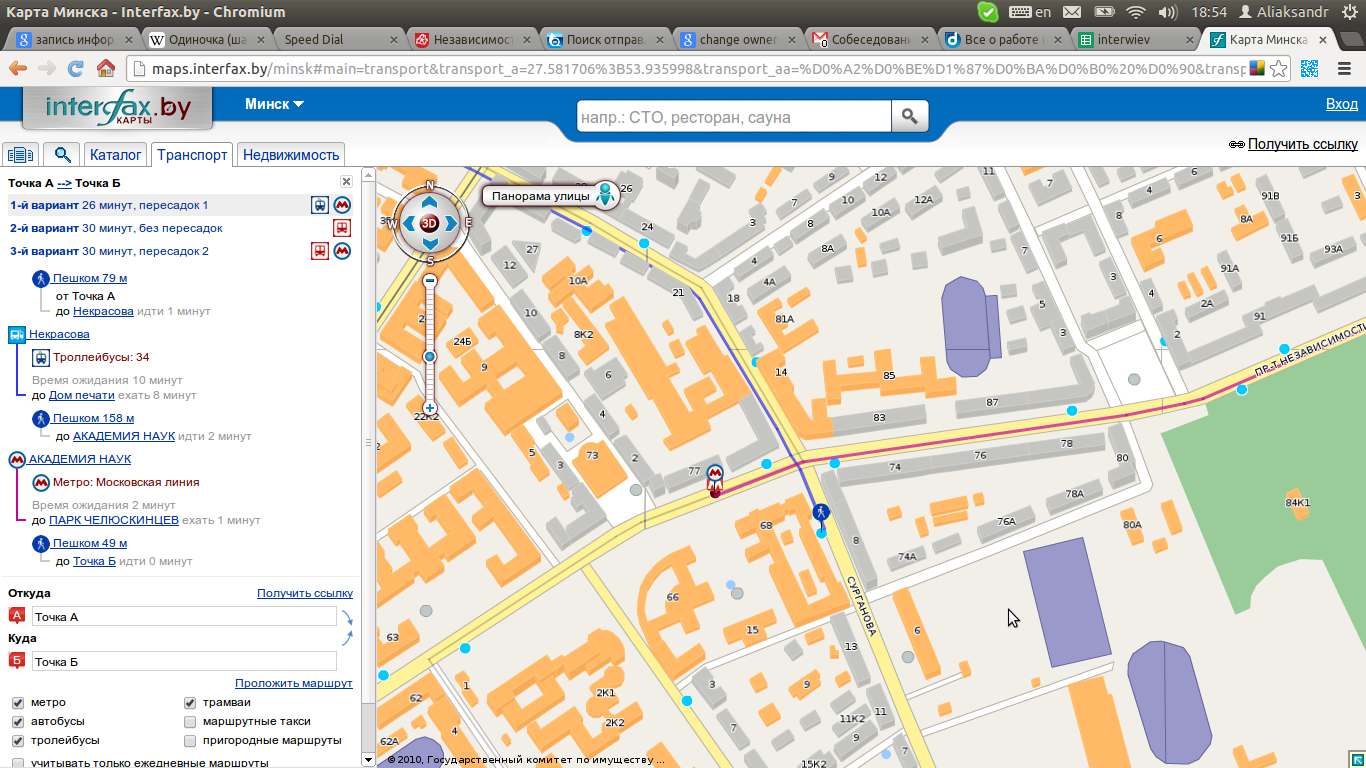 Карта Минска - Interfax.by - Chromium
en
18:54
Aliaksandr
запись инфор
Одиночка (ша
Speed Dial
Независимост
Поиск отправ.
change owner
Собеседовани
Все о работе
interwiev
Карта Минска
maps.interfax.by/minsk#main=transport&transport_a=27.581706%3B53.935998&transport_aa=%D0%A2%D0%BE%D1%87%D0%BA%D0%B0%20%D0%90&transp
interfax.by
КАРТЫ
Минск
напр.: СТО, ресторан, сауна
Вход
Получить ссылку
Каталог
Транспорт
Недвижимость
Точка А --> Точка Б
1-й вариант 26 минут, пересадок 1
2-й вариант 30 минут, без пересадок
3-й вариант 30 минут, пересадок 2
Пешком 79 м
от Точка А
до Некрасова идти 1 минут
Некрасова
Троллейбусы: 34
Время ожидания 10 минут
до Дом печати ехать 8 минут
Пешком 158 м
до АКАДЕМИЯ НАУК идти 2 минут
АКАДЕМИЯ НАУК
Метро: Московская линия
Время ожидания 2 минут
до ПАРК ЧЕЛЮСКИНЦЕВ ехать 1 минут
Пешком 49 м
до Точка Б идти 0 минут
Откуда
Получить ссылку
А
Точка А
Куда
Б
Точка Б
Проложить маршрут
метро
трамваи
автобусы
маршрутные такси
тролейбусы
пригородные маршруты
учитывать только ежедневные маршруты
N
W
3D
E
S
Панорама улицы
26
24
27
12
10
10А
8К2
24Б
9
8
6
4
22К2
5
3
73
2
77
21
18
4
4А
81А
14
85
83
87
7
3
8
8А
9
10
12
10А
12А
11
7
5
3
7
8
3
4
2
4
6
6
8А
2А
91А
91Б
91В
93А
91
ПР-Т НЕЗАВИСИМОСТИ
74
76
78
80
78А
76А
74А
80А
84К1
68
8
СУРГАНОВА
66
15
6
13
63
62
62А
1
4
2К1
2К2
3
7
9
11К2
11
9
15К2
7
© 2010, Государственный комитет по имуществу ...